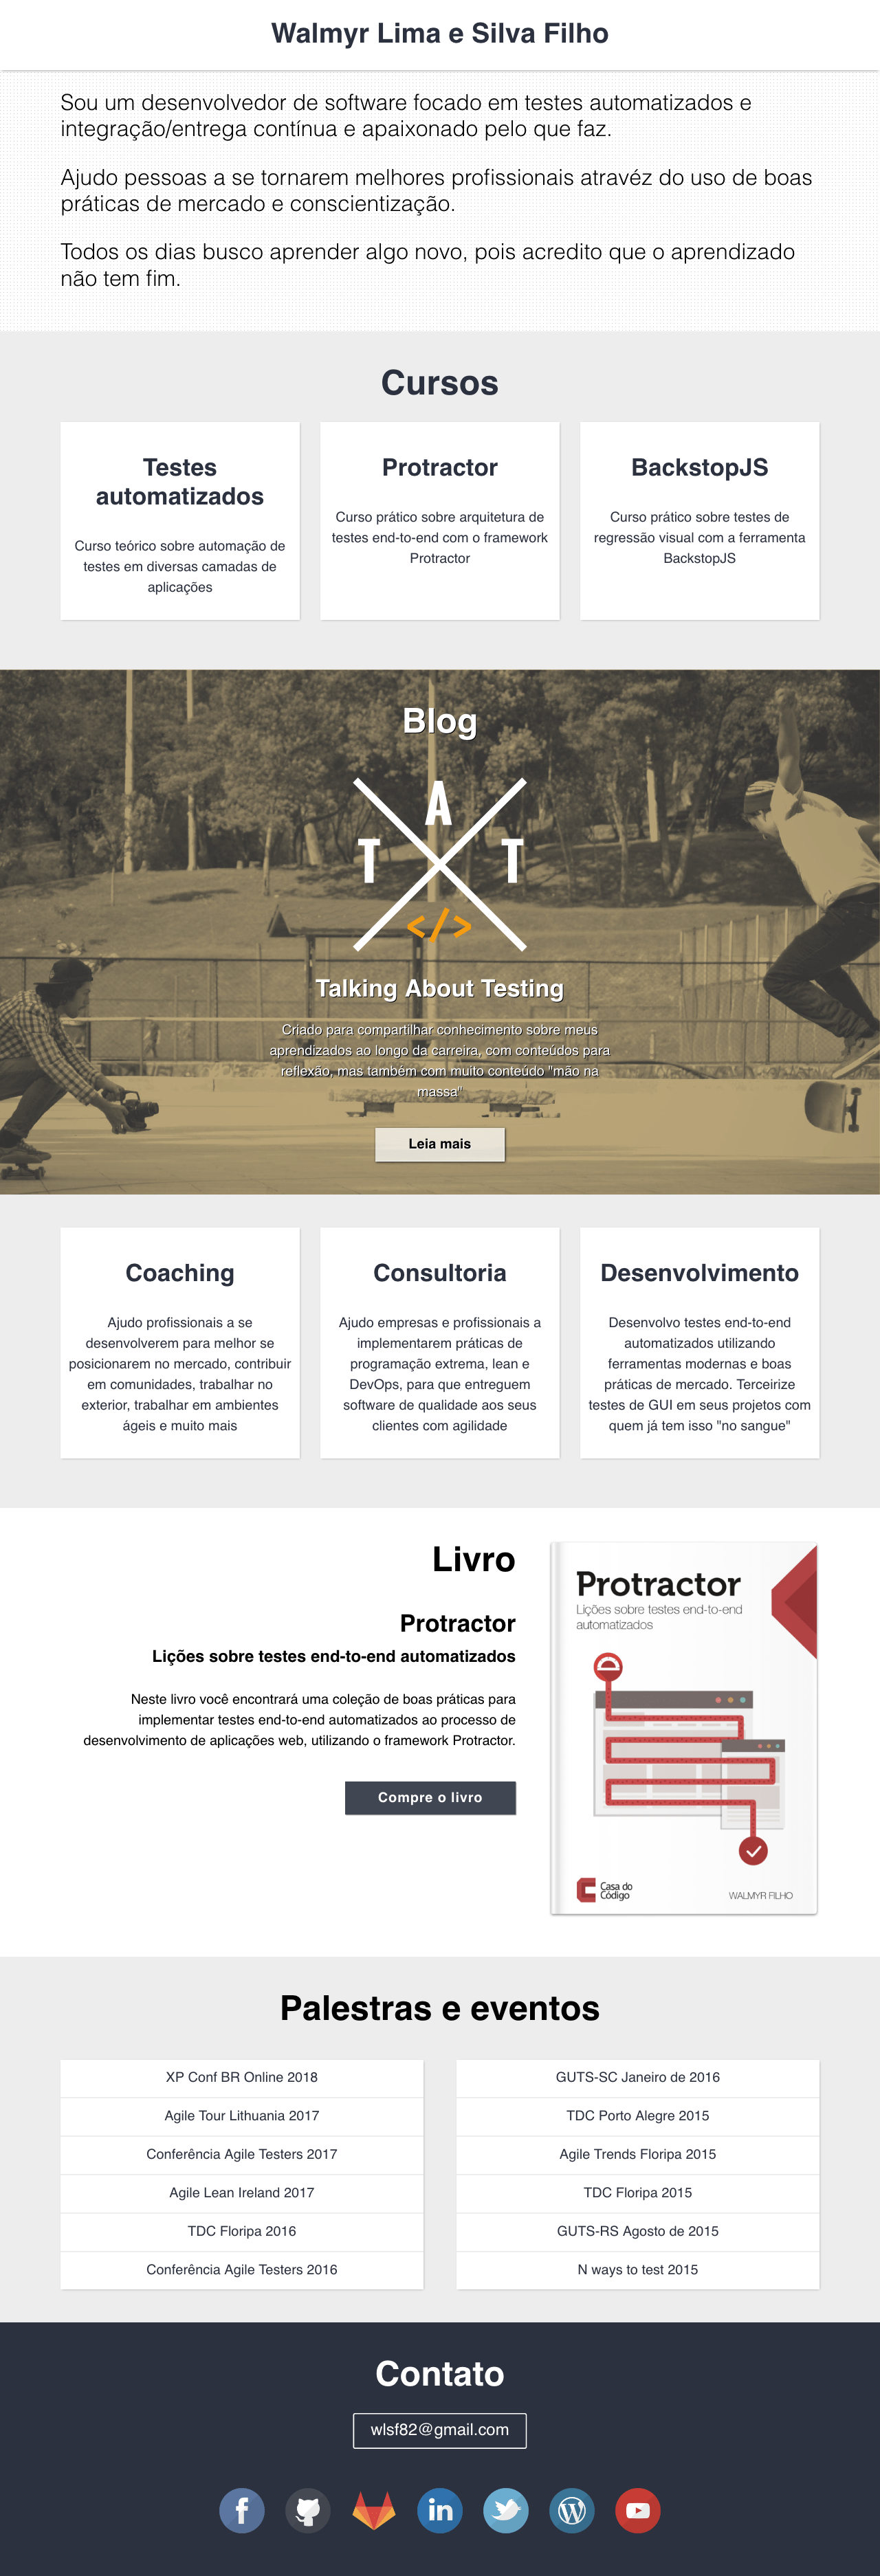 Walmyr Lima e Silva Filho
Sou um desenvolvedor de software focado em testes automatizados e
integração/entrega contínua e apaixonado pelo que faz.
Ajudo pessoas a se tornarem melhores profissionais atravéz do uso de boas
práticas de mercado e conscientização.
Todos os dias busco aprender algo novo, pois acredito que o aprendizado
não tem fim.
Cursos
Testes
automatizados
Curso teórico sobre automação de
testes em diversas camadas de
aplicações
Protractor
Curso prático sobre arquitetura de
testes end-to-end com o framework
Protractor
BackstopJS
Curso prático sobre testes de
regressão visual com a ferramenta
BackstopJS
Blog
A
T T
</>
Talking About Testing
Criado para compartilhar conhecimento sobre meus
aprendizados ao longo da carreira, com conteúdos para
reflexão, mas também com muito conteúdo "mão na
massa"
Leia mais
Coaching
Ajudo profissionais a se
desenvolverem para melhor se
posicionarem no mercado, contribuir
em comunidades, trabalhar no
exterior, trabalhar em ambientes
ágeis e muito mais
Consultoria
Ajudo empresas e profissionais a
implementarem práticas de
programação extrema, lean e
DevOps, para que entreguem
software de qualidade aos seus
clientes com agilidade
Desenvolvimento
Desenvolvo testes end-to-end
automatizados utilizando
ferramentas modernas e boas
práticas de mercado. Terceirize
testes de GUI em seus projetos com
quem já tem isso "no sangue"
Livro
Protractor
Lições sobre testes end-to-end automatizados
Neste livro você encontrará uma coleção de boas práticas para
implementar testes end-to-end automatizados ao processo de
desenvolvimento de aplicações web, utilizando o framework Protractor.
Compre o livro
Protractor
Lições sobre testes end-to-end
automatizados
Casa do
Código
WALMYR FILHO
Palestras e eventos
XP Conf BR Online 2018
Agile Tour Lithuania 2017
Conferência Agile Testers 2017
Agile Lean Ireland 2017
TDC Floripa 2016
Conferência Agile Testers 2016
GUTS-SC Janeiro de 2016
TDC Porto Alegre 2015
Agile Trends Floripa 2015
TDC Floripa 2015
GUTS-RS Agosto de 2015
N ways to test 2015
Contato
wlsf82@gmail.com